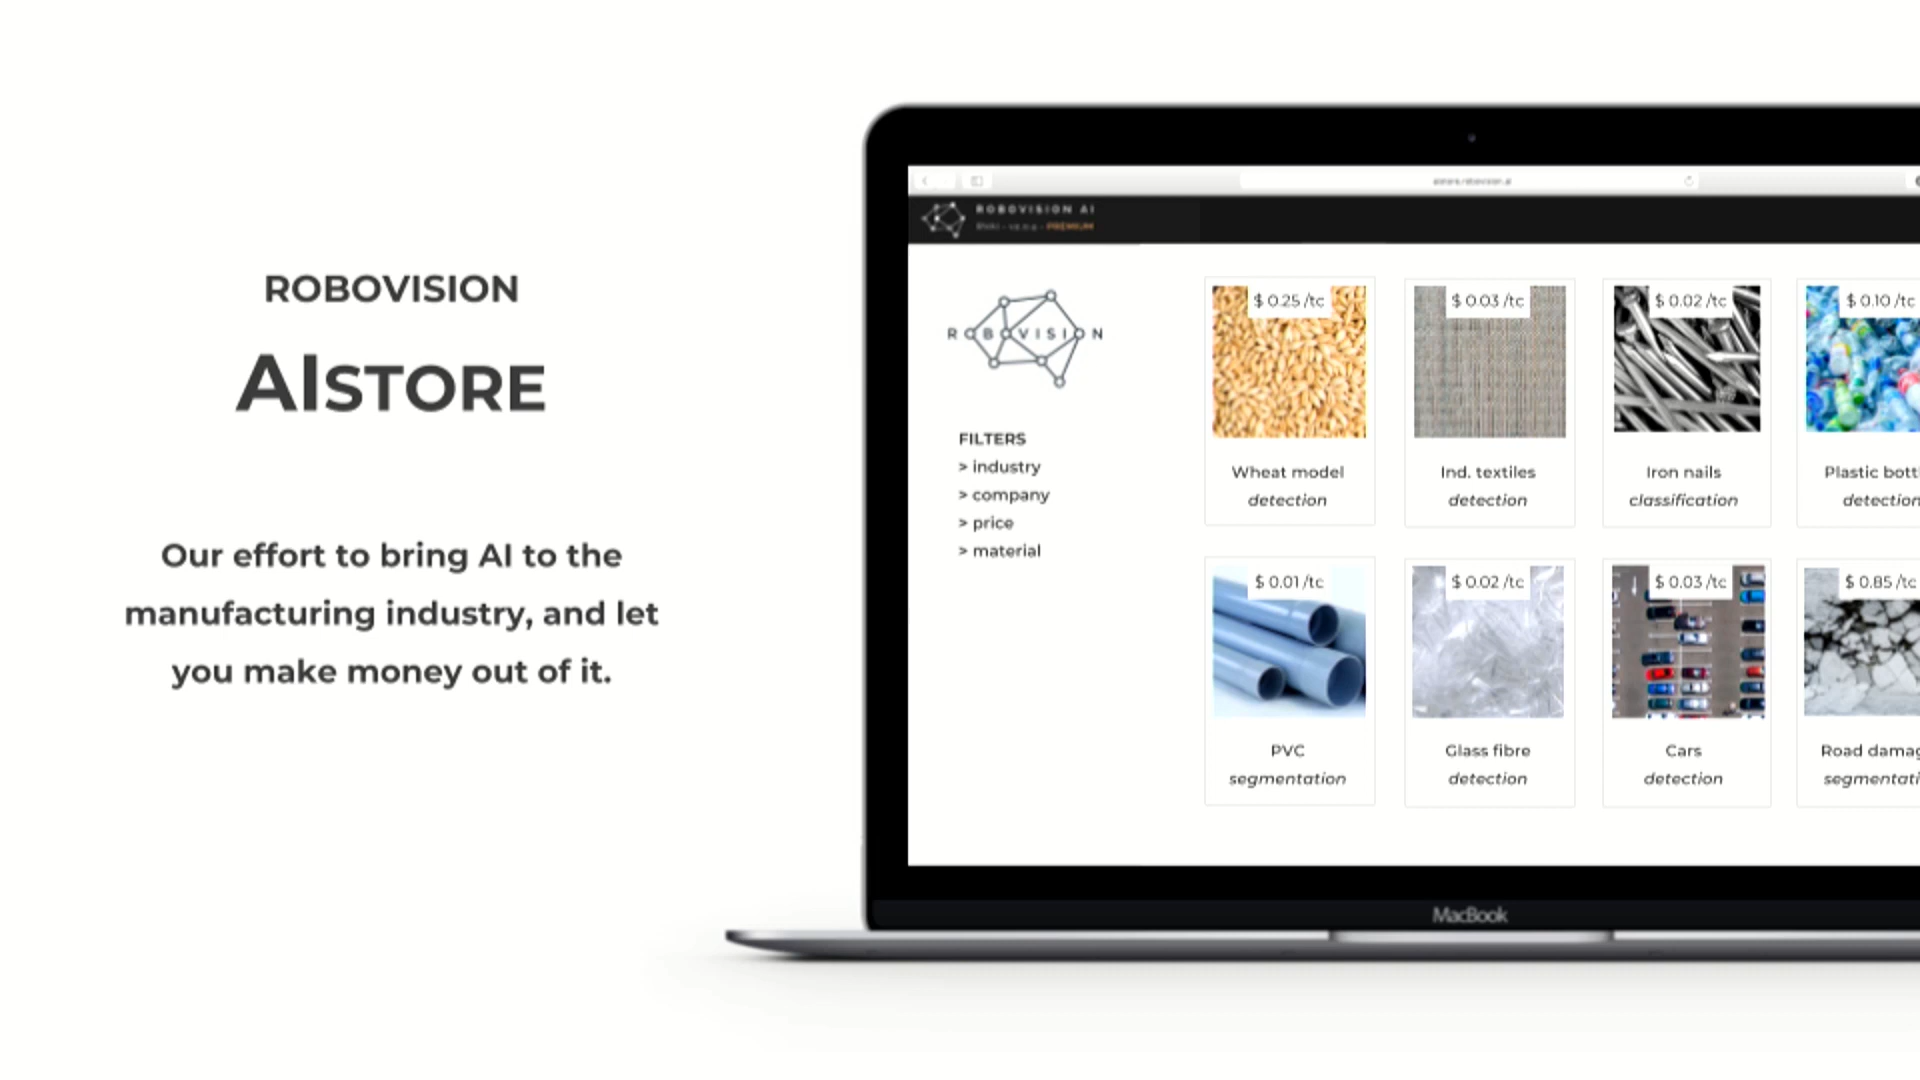 ROBOVISION
AISTORE
Our effort to bring AI to the
manufacturing industry, and let
you make money out of it.
ROBOVISION AI
PREMIUM
ROBOVISION
FILTERS
> industry
> company
> price
> material
$ 0.25 /tc
Wheat model
detection
$ 0.03 /tc
Ind. textiles
detection
$ 0.02 /tc
Iron nails
classification
$ 0.10 /tc
Plastic bott
detection
$ 0.01 /tc
PVC
segmentation
$ 0.02 /tc
Glass fibre
detection
$ 0.03 /tc
Cars
detection
$ 0.85 /tc
Road damag
segmentati
MacBook